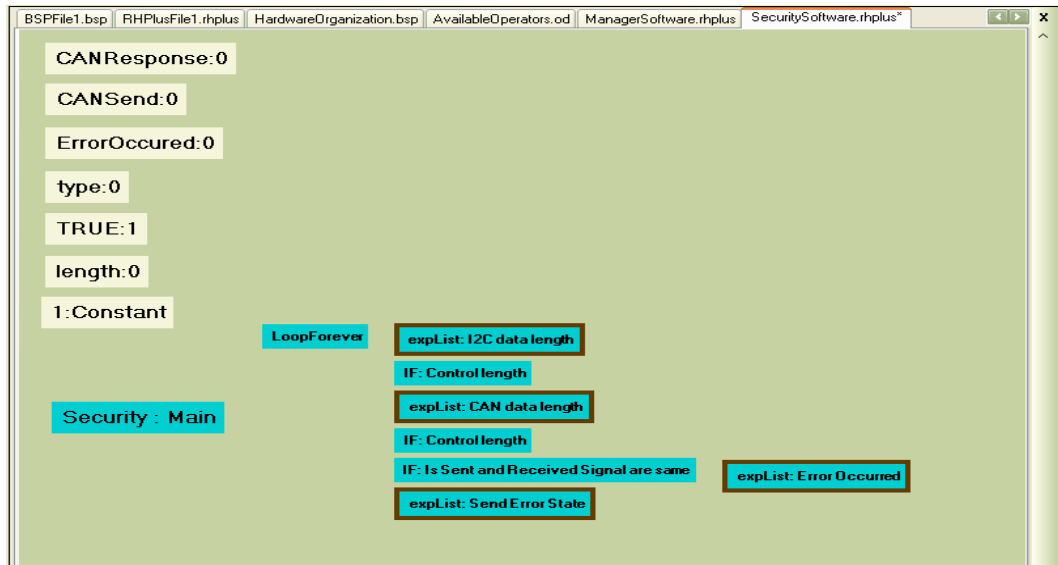 BSPFile1.bsp RHPlusFile1.rhplus HardwareOrganization.bsp AvailableOperators.od ManagerSoftware.rhplus SecuritySoftware.rhplus* x
CANResponse:0
CANSend:0
ErrorOccured:0
type:0
TRUE:1
length:0
1:Constant
LoopForever expList: I2C data length
IF: Control length
Security : Main expList: CAN data length
IF: Control length
IF: Is Sent and Received Signal are same expList: Error Occurred
expList: Send Error State